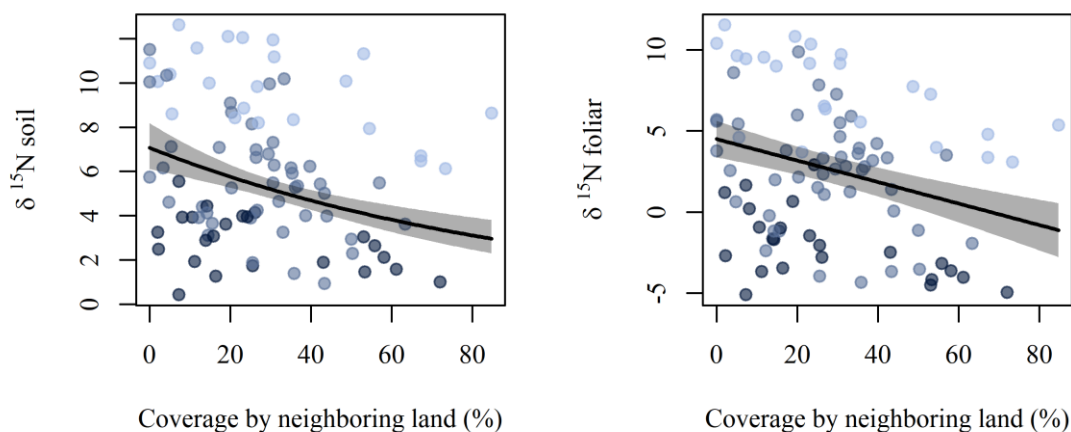 δ ¹⁵N soil
0
2
4
6
8
10
0 20 40 60 80
Coverage by neighboring land (%)
δ ¹⁵N foliar
-5
0
5
10
0 20 40 60 80
Coverage by neighboring land (%)